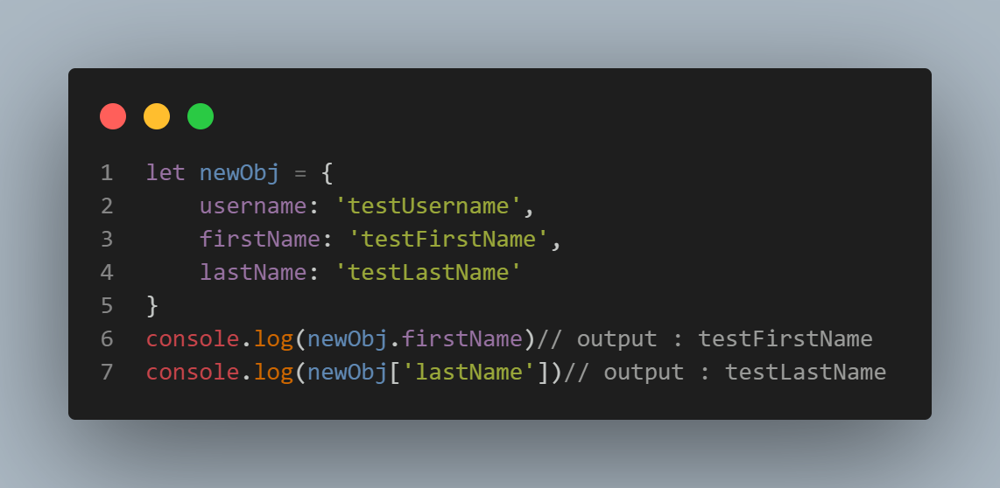 1 let newObj = {
2     username: 'testUsername',
3     firstName: 'testFirstName',
4     lastName: 'testLastName'
5 }
6 console.log(newObj.firstName)// output : testFirstName
7 console.log(newObj['lastName'])// output : testLastName